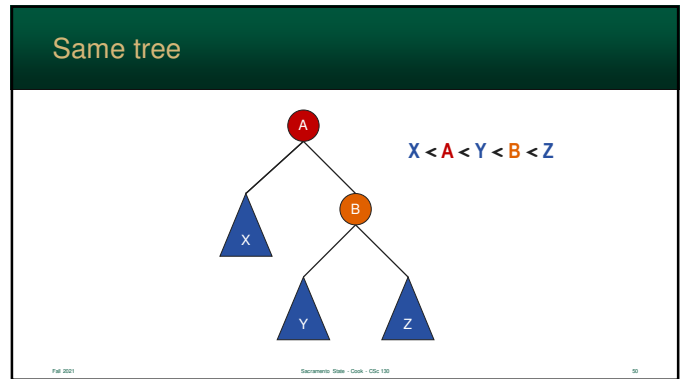 Same tree
A
X < A < Y < B < Z
B
X
Y
Z
Fall 2021
Sacramento State - Cook - CSc 130
50